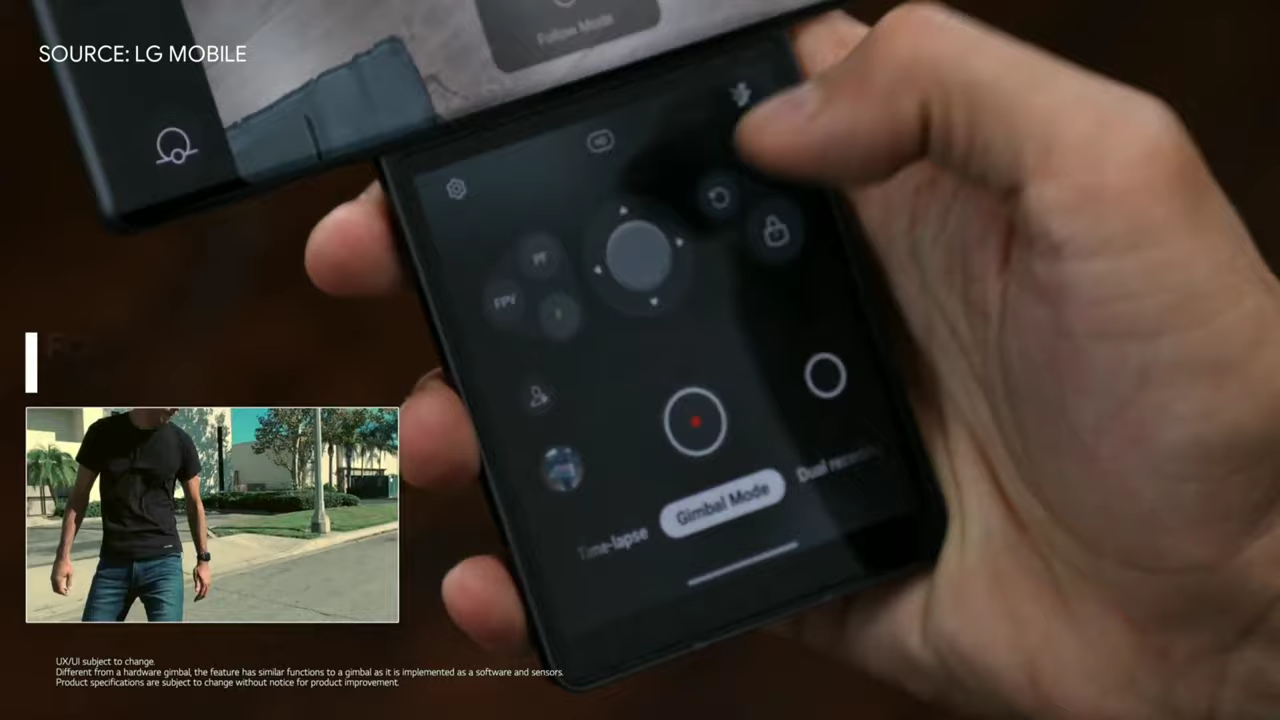 SOURCE: LG MOBILE
Follow Mode
HD
PF
FPV
Time-lapse
Gimbal Mode
Dual
UX/UI subject to change.
Different from a hardware gimbal, the feature has similar functions to a gimbal as it is implemented as a software and sensors.
Product specifications are subject to change without notice for product improvement.